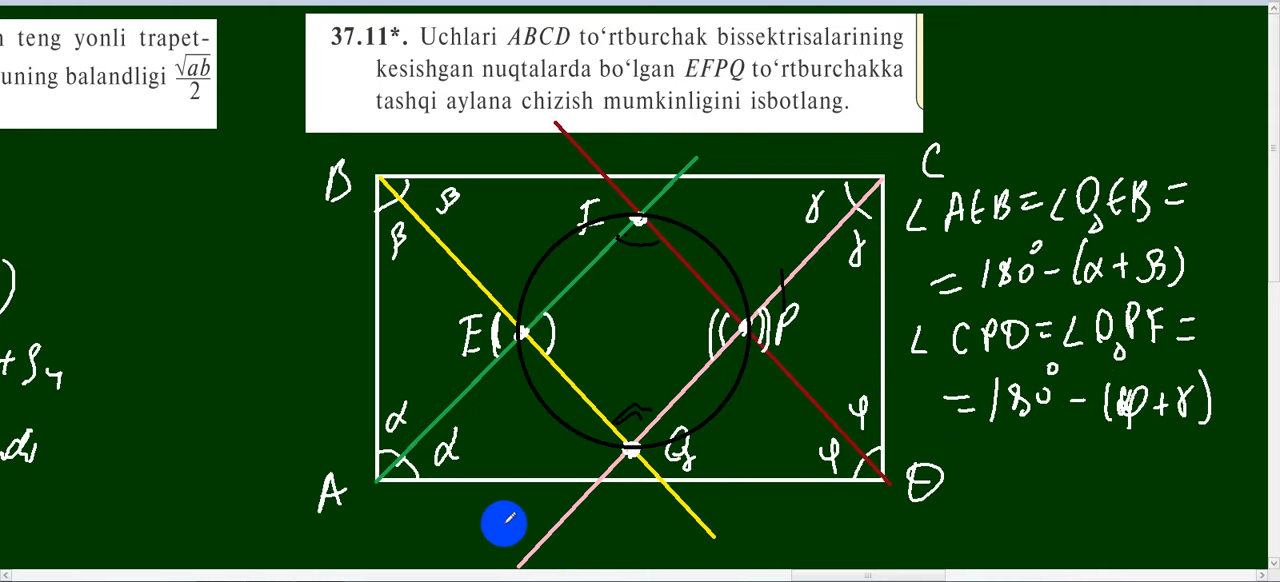 n teng yonli trapet-
uning balandligi √ab/2
37.11*. Uchlari ABCD to‘rtburchak bissektrisalarining
kesishgan nuqtalarda bo‘lgan EFPQ to‘rtburchakka
tashqi aylana chizish mumkinligini isbotlang.
B
C
β
β
γ
γ
F
E
P
Q
α
α
φ
φ
A
D
∠AEB=∠QEB=
=180°-(α+β)
∠CPD=∠QPF=
=180°-(φ+γ)